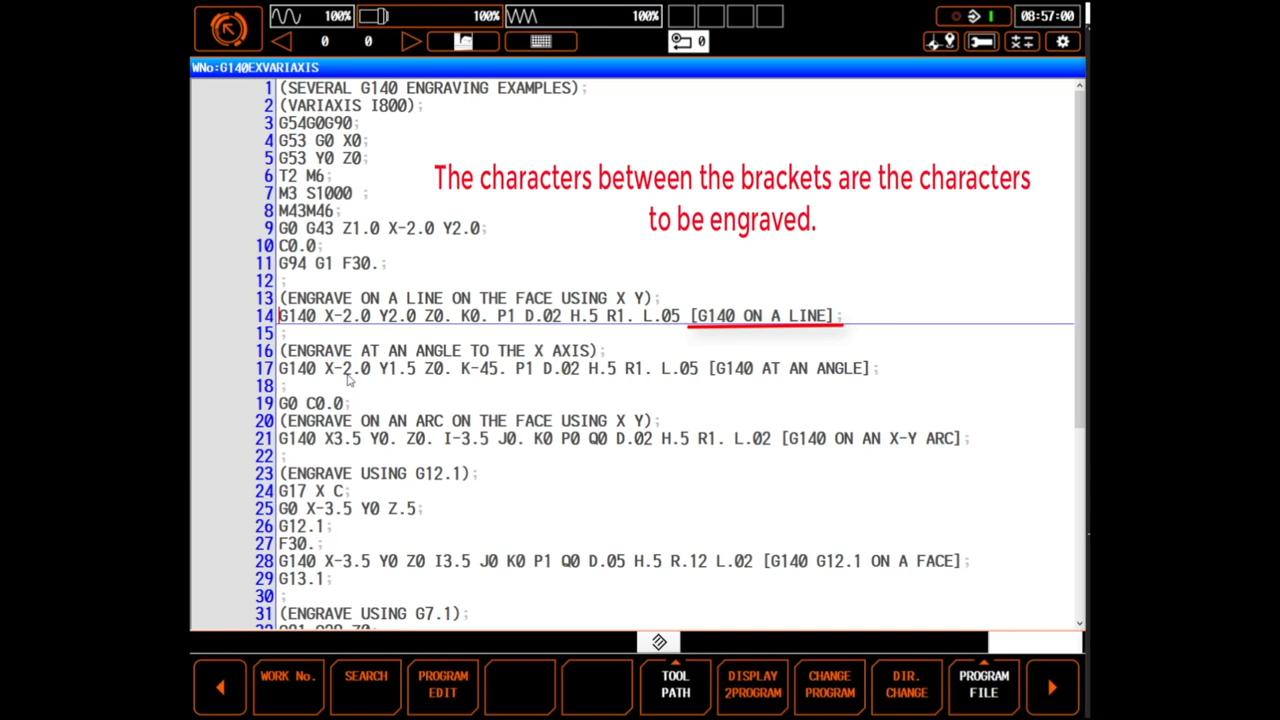 100%
100%
100%
08:57:00
0
0
0
WNo:G140EXVARIAXIS
1 (SEVERAL G140 ENGRAVING EXAMPLES);
2 (VARIAXIS I800);
3 G54G0G90;
4 G53 G0 X0;
5 G53 Y0 Z0;
6 T2 M6;
7 M3 S1000 ;
8 M43M46;
9 G0 G43 Z1.0 X-2.0 Y2.0;
10 C0.0;
11 G94 G1 F30.;
12 ;
13 (ENGRAVE ON A LINE ON THE FACE USING X Y);
14 G140 X-2.0 Y2.0 Z0. K0. P1 D.02 H.5 R1. L.05 [G140 ON A LINE];
15 ;
16 (ENGRAVE AT AN ANGLE TO THE X AXIS);
17 G140 X-2.0 Y1.5 Z0. K-45. P1 D.02 H.5 R1. L.05 [G140 AT AN ANGLE];
18 ;
19 G0 C0.0;
20 (ENGRAVE ON AN ARC ON THE FACE USING X Y);
21 G140 X3.5 Y0. Z0. I-3.5 J0. K0 P0 Q0 D.02 H.5 R1. L.02 [G140 ON AN X-Y ARC];
22 ;
23 (ENGRAVE USING G12.1);
24 G17 X C;
25 G0 X-3.5 Y0 Z.5;
26 G12.1;
27 F30.;
28 G140 X-3.5 Y0 Z0 I3.5 J0 K0 P1 Q0 D.05 H.5 R.12 L.02 [G140 G12.1 ON A FACE];
29 G13.1;
30 ;
31 (ENGRAVE USING G7.1);
The characters between the brackets are the characters
to be engraved.
WORK No.
SEARCH
PROGRAM
EDIT
TOOL
PATH
DISPLAY
2PROGRAM
CHANGE
PROGRAM
DIR.
CHANGE
PROGRAM
FILE